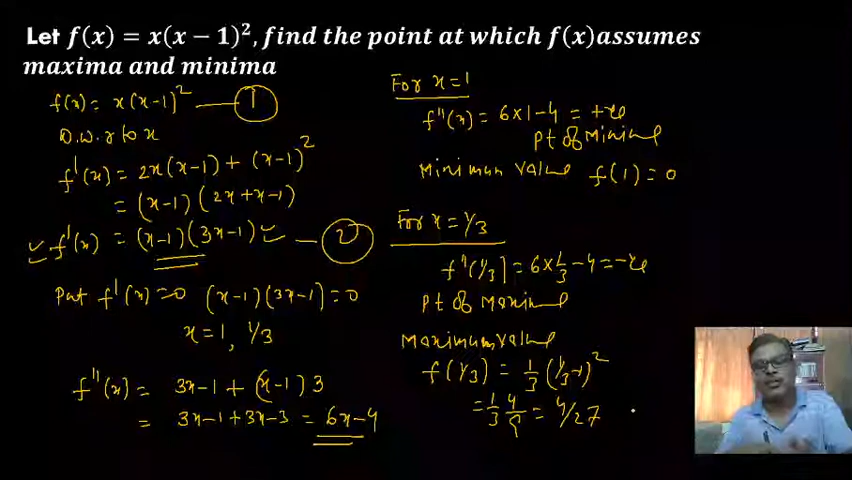 Let f(x) = x(x − 1)², find the point at which f(x)assumes
maxima and minima
f(x) = x(x-1)² — 1
D.w.r to x
f'(x) = 2x(x-1) + (x-1)²
= (x-1)(2x+x-1)
✓ f'(x) = (x-1)(3x-1) ✓ — 2
Put f'(x)=0 (x-1)(3x-1)=0
x=1, 1/3
f''(x) = 3x-1 + (x-1)3
= 3x-1+3x-3 = 6x-4
For x=1
f''(x) = 6×1-4 = +ve
pt of Minima
Minimum value f(1)=0
For x=1/3
f''(1/3) = 6×1/3-4=-ve
pt of Maxima
Maximum value
f(1/3) = 1/3(1/3-1)²
=1/3 4/9 = 4/27